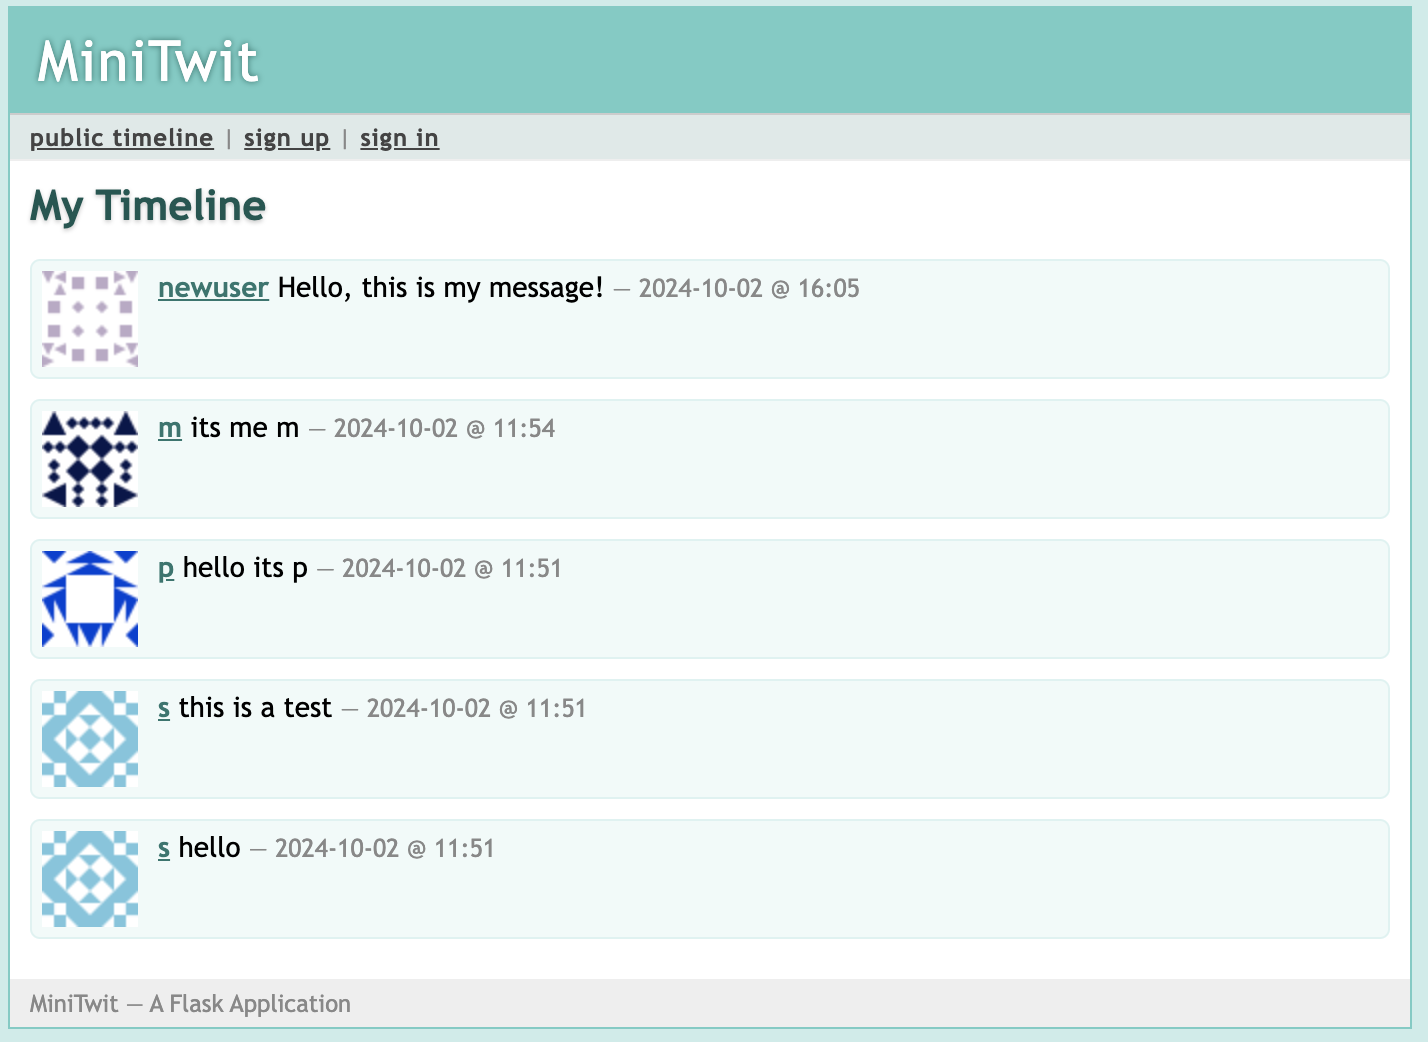 MiniTwit
public timeline | sign up | sign in
My Timeline
newuser Hello, this is my message! — 2024-10-02 @ 16:05
m its me m — 2024-10-02 @ 11:54
p hello its p — 2024-10-02 @ 11:51
s this is a test — 2024-10-02 @ 11:51
s hello — 2024-10-02 @ 11:51
MiniTwit — A Flask Application